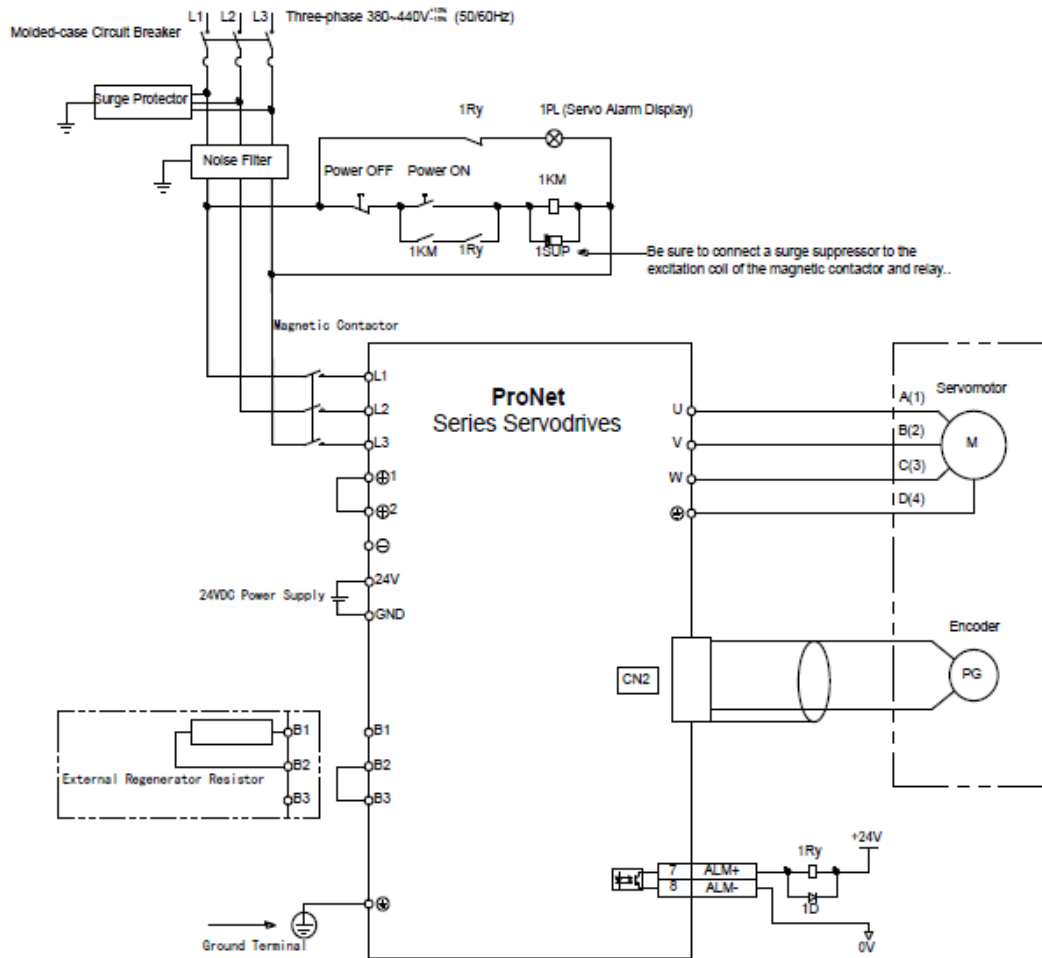 L1 L2 L3 Three-phase 380~440V +10% -15% (50/60Hz)
Molded-case Circuit Breaker
Surge Protector
1Ry 1PL (Servo Alarm Display)
Noise Filter
Power OFF Power ON
1KM
1KM 1Ry 1SUP
Be sure to connect a surge suppressor to the
excitation coil of the magnetic contactor and relay..
Magnetic Contactor
L1
ProNet
Series Servodrives
L2
L3
1
2
24V
24VDC Power Supply
GND
U
V
W
A(1)
Servomotor
B(2)
M
C(3)
D(4)
Encoder
CN2
PG
B1
B2
External Regenerator Resistor
B3
B1
B2
B3
+24V
1Ry
7 ALM+
8 ALM-
1D
0V
Ground Terminal